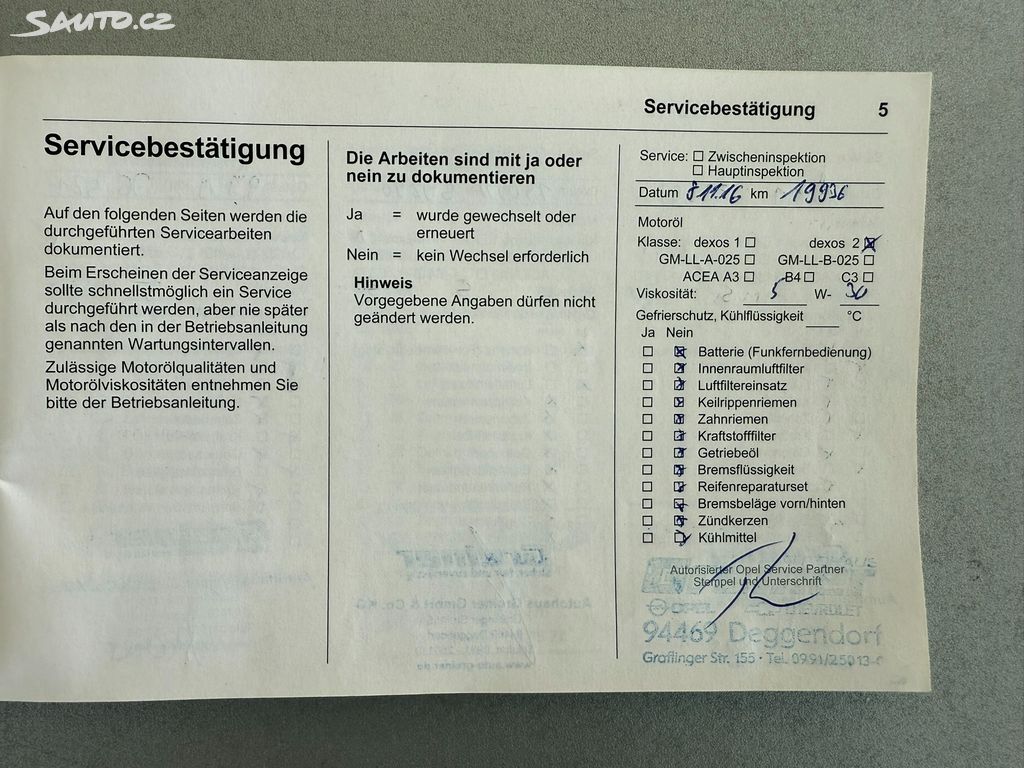 Sauto.cz
Servicebestätigung 5
Servicebestätigung
Auf den folgenden Seiten werden die
durchgeführten Servicearbeiten
dokumentiert.
Beim Erscheinen der Serviceanzeige
sollte schnellstmöglich ein Service
durchgeführt werden, aber nie später
als nach den in der Betriebsanleitung
genannten Wartungsintervallen.
Zulässige Motorölqualitäten und
Motorölviskositäten entnehmen Sie
bitte der Betriebsanleitung.
Die Arbeiten sind mit ja oder
nein zu dokumentieren
Ja = wurde gewechselt oder
erneuert
Nein = kein Wechsel erforderlich
Hinweis
Vorgegebene Angaben dürfen nicht
geändert werden.
Service: Zwischeninspektion
Hauptinspektion
Datum 8.11.16 km 19936
Motoröl
Klasse: dexos 1 dexos 2
GM-LL-A-025 GM-LL-B-025
ACEA A3 B4 C3
Viskosität: 5 W- 30
Gefrierschutz, Kühlflüssigkeit °C
Ja Nein
Batterie (Funkfernbedienung)
Innenraumluftfilter
Luftfiltereinsatz
Keilrippenriemen
Zahnriemen
Kraftstofffilter
Getriebeöl
Bremsflüssigkeit
Reifenreparaturset
Bremsbeläge vorn/hinten
Zündkerzen
Kühlmittel
Autorisierter Opel Service Partner
Stempel und Unterschrift
OPEL CHEVROLET
94469 Deggendorf
Graflinger Str. 155 · Tel. 0991/25013-0